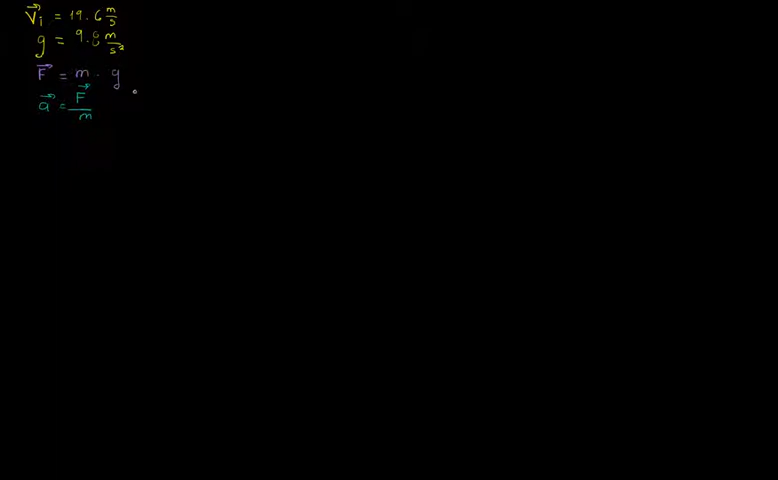 V⃗i = 19.6 m/s
g = 9.8 m/s²
F⃗ = m · g
a⃗ = F⃗/m